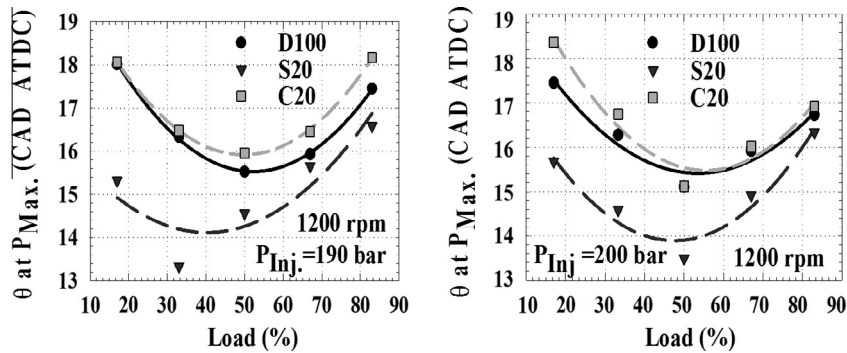 θ at PMax. (CAD ATDC)
19
18
17
16
15
14
13
D100
S20
C20
1200 rpm
PInj.=190 bar
10 20 30 40 50 60 70 80 90
Load (%)
θ at PMax. (CAD ATDC)
19
18
17
16
15
14
13
D100
S20
C20
PInj =200 bar
1200 rpm
10 20 30 40 50 60 70 80 90
Load (%)